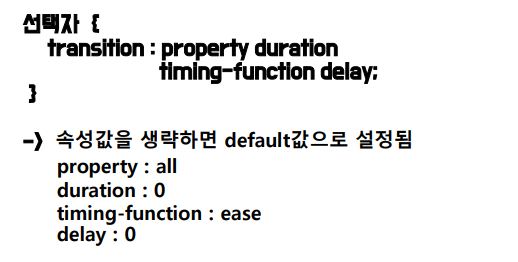 선택자 {
transition : property duration
timing-function delay;
}
-> 속성값을 생략하면 default값으로 설정됨
property : all
duration : 0
timing-function : ease
delay : 0